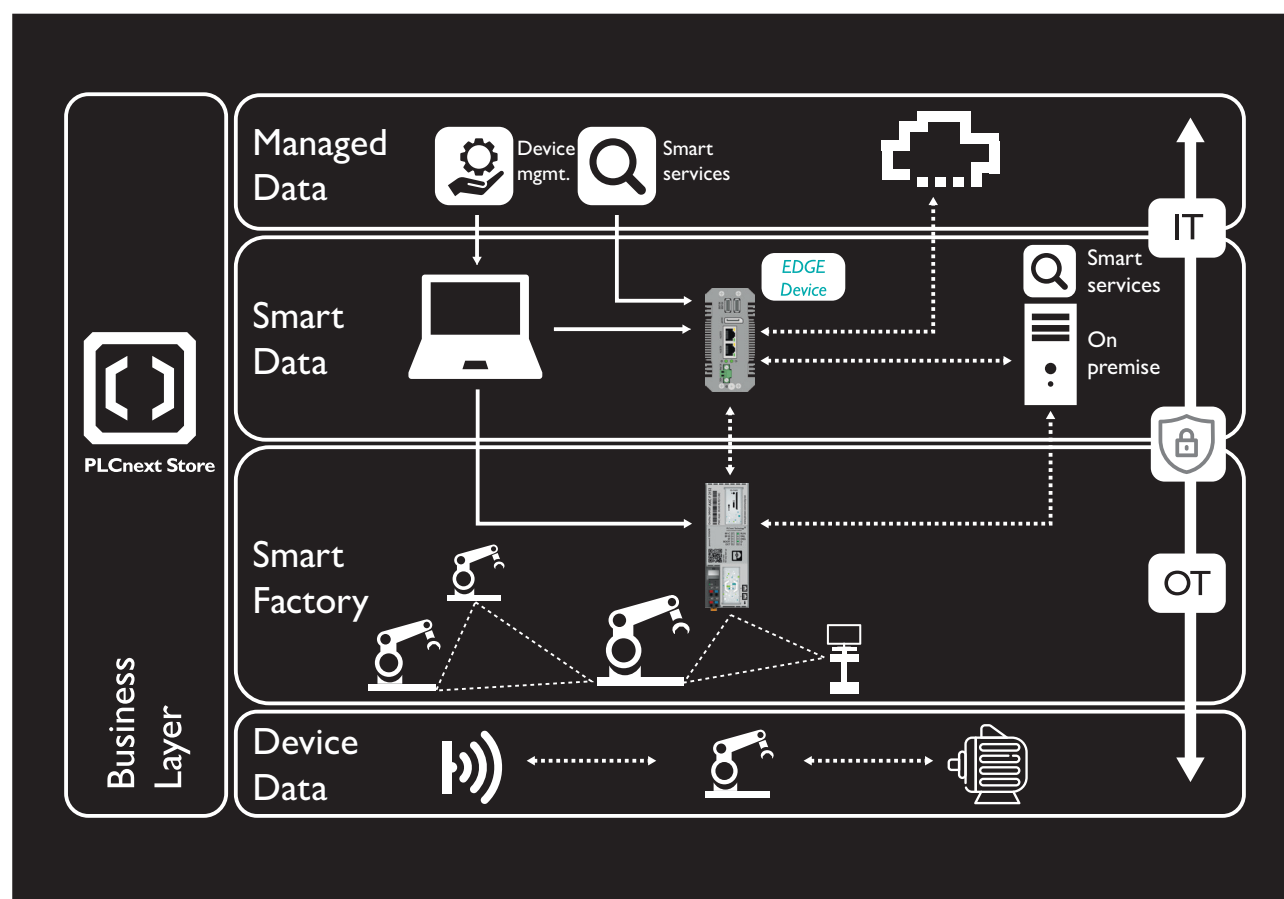 Managed
Data
Device
mgmt.
Smart
services
IT
Smart
Data
EDGE
Device
Smart
services
On
premise
PLCnext Store
Smart
Factory
OT
Business
Layer
Device
Data